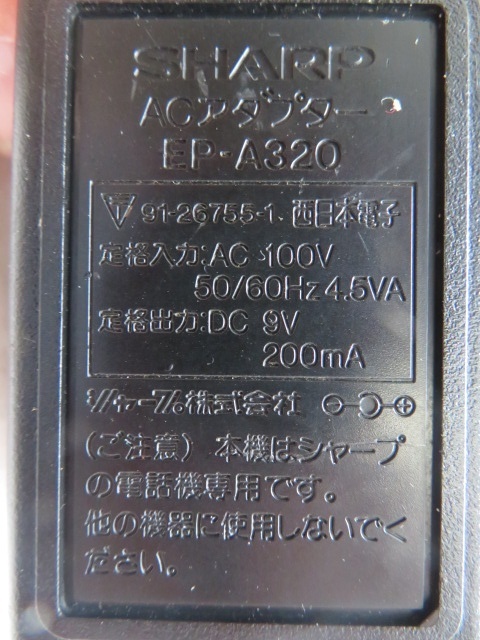 SHARP
ACアダプター
EP-A320
91-26755-1. 西日本電子
定格入力:AC 100V
50/60Hz 4.5VA
定格出力:DC 9V
200mA
シャープ株式会社
(ご注意) 本機はシャープ
の電話機専用です。
他の機器に使用しないでく
ださい。